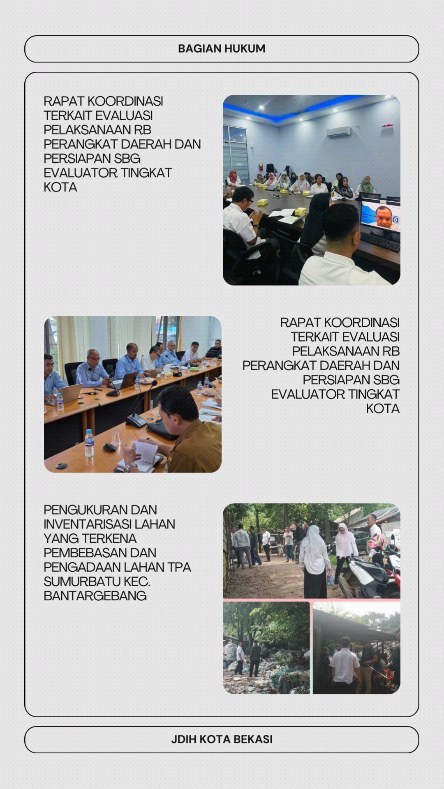 BAGIAN HUKUM
RAPAT KOORDINASI
TERKAIT EVALUASI
PELAKSANAAN RB
PERANGKAT DAERAH DAN
PERSIAPAN SBG
EVALUATOR TINGKAT
KOTA
RAPAT KOORDINASI
TERKAIT EVALUASI
PELAKSANAAN RB
PERANGKAT DAERAH DAN
PERSIAPAN SBG
EVALUATOR TINGKAT
KOTA
PENGUKURAN DAN
INVENTARISASI LAHAN
YANG TERKENA
PEMBEBASAN DAN
PENGADAAN LAHAN TPA
SUMURBATU KEC.
BANTARGEBANG
JDIH KOTA BEKASI